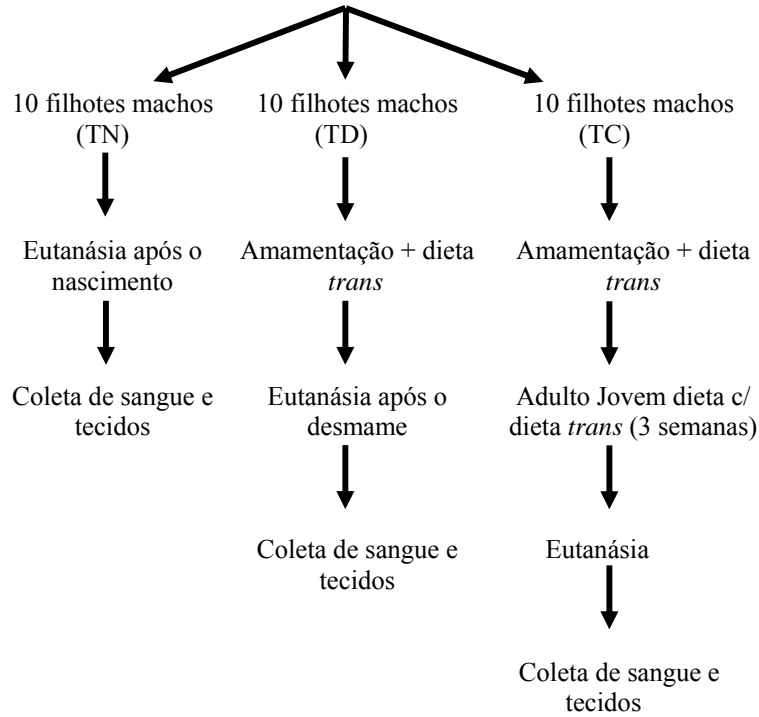 10 filhotes machos
(TN)
10 filhotes machos
(TD)
10 filhotes machos
(TC)
Eutanásia após o
nascimento
Amamentação + dieta
trans
Amamentação + dieta
trans
Coleta de sangue e
tecidos
Eutanásia após o
desmame
Adulto Jovem dieta c/
dieta trans (3 semanas)
Coleta de sangue e
tecidos
Eutanásia
Coleta de sangue e
tecidos